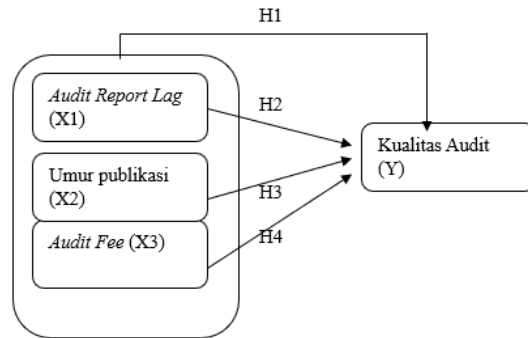 H1
Audit Report Lag
(X1)
H2
Umur publikasi
(X2)
H3
Audit Fee (X3)
H4
Kualitas Audit
(Y)